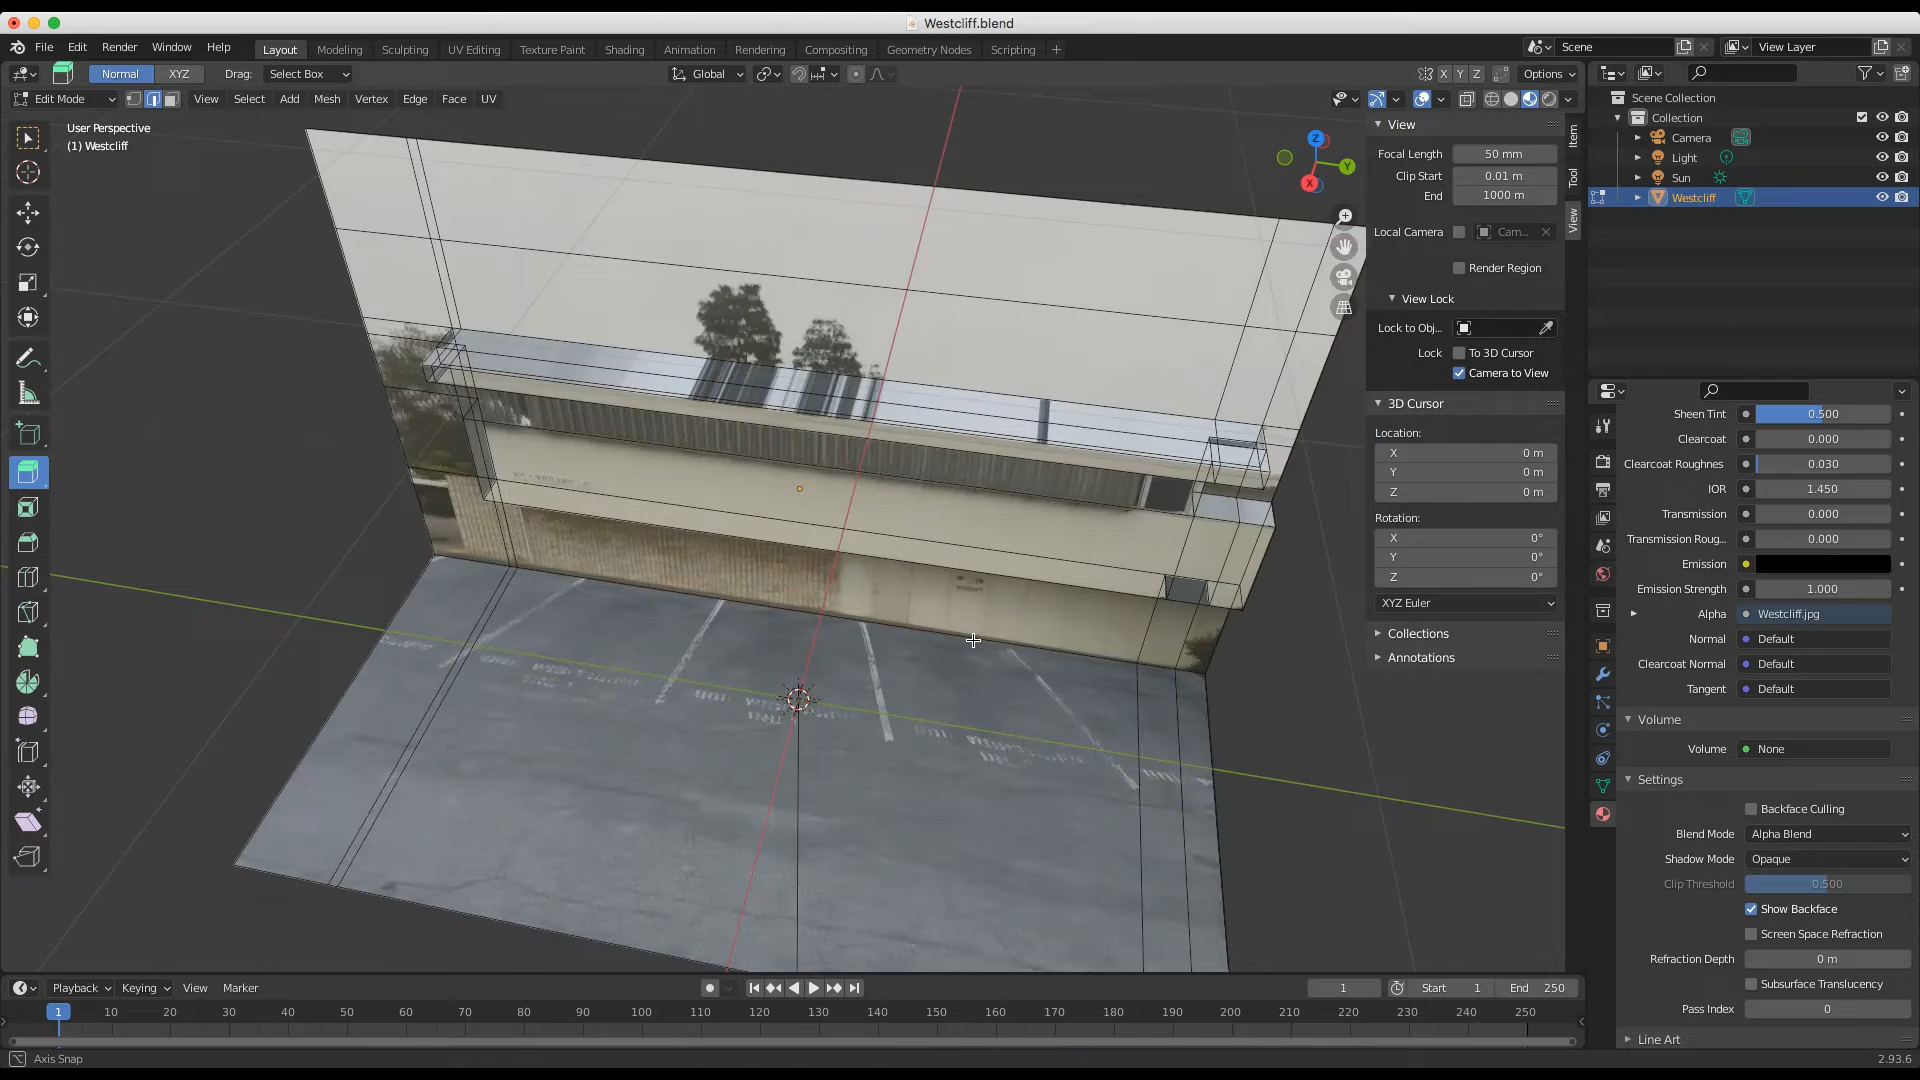 Westcliff.blend
File Edit Render Window Help Layout Modeling Sculpting UV Editing Texture Paint Shading Animation Rendering Compositing Geometry Nodes Scripting + Scene View Layer
Normal XYZ Drag: Select Box Global X Y Z Options
Edit Mode View Select Add Mesh Vertex Edge Face UV
User Perspective
(1) Westcliff
Z
Y
X
View
Focal Length 50 mm
Clip Start 0.01 m
End 1000 m
Local Camera Cam...
Render Region
View Lock
Lock to Obj...
Lock To 3D Cursor
Camera to View
3D Cursor
Location:
X 0 m
Y 0 m
Z 0 m
Rotation:
X 0°
Y 0°
Z 0°
XYZ Euler
Collections
Annotations
Item
Tool
View
Scene Collection
Collection
Camera
Light
Sun
Westcliff
Sheen Tint 0.500
Clearcoat 0.000
Clearcoat Roughnes 0.030
IOR 1.450
Transmission 0.000
Transmission Roug... 0.000
Emission
Emission Strength 1.000
Alpha Westcliff.jpg
Normal Default
Clearcoat Normal Default
Tangent Default
Volume
Volume None
Settings
Backface Culling
Blend Mode Alpha Blend
Shadow Mode Opaque
Clip Threshold 0.500
Show Backface
Screen Space Refraction
Refraction Depth 0 m
Subsurface Translucency
Pass Index 0
Line Art
Playback Keying View Marker 1 Start 1 End 250
1 10 20 30 40 50 60 70 80 90 100 110 120 130 140 150 160 170 180 190 200 210 220 230 240 250
Axis Snap 2.93.6